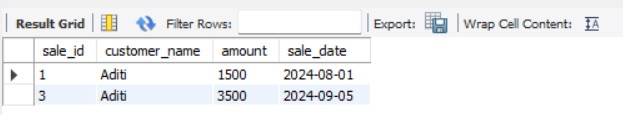 Result Grid Filter Rows: Export: Wrap Cell Content: IA
sale_id customer_name amount sale_date
1 Aditi 1500 2024-08-01
3 Aditi 3500 2024-09-05